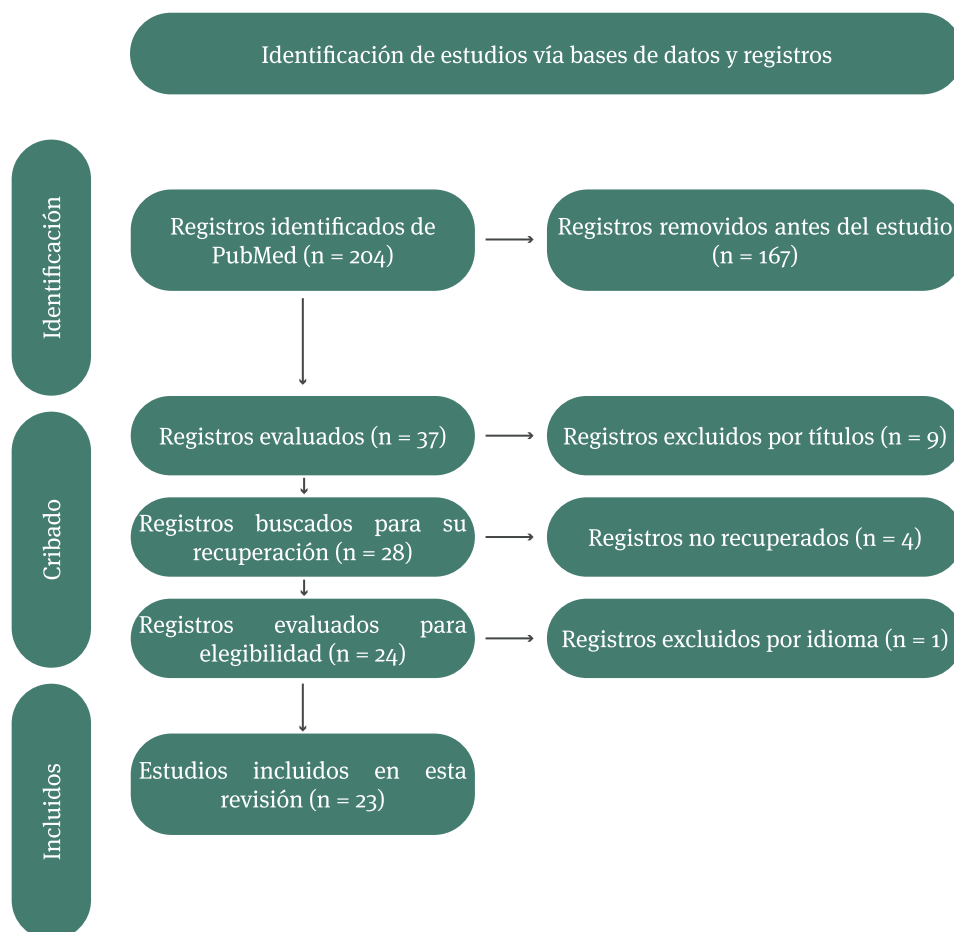 Identificación de estudios vía bases de datos y registros
Identificación
Registros identificados de
PubMed (n = 204)
Registros removidos antes del estudio
(n = 167)
Cribado
Registros evaluados (n = 37)
Registros excluidos por títulos (n = 9)
Registros buscados para su
recuperación (n = 28)
Registros no recuperados (n = 4)
Registros evaluados para
elegibilidad (n = 24)
Registros excluidos por idioma (n = 1)
Incluidos
Estudios incluidos en esta
revisión (n = 23)